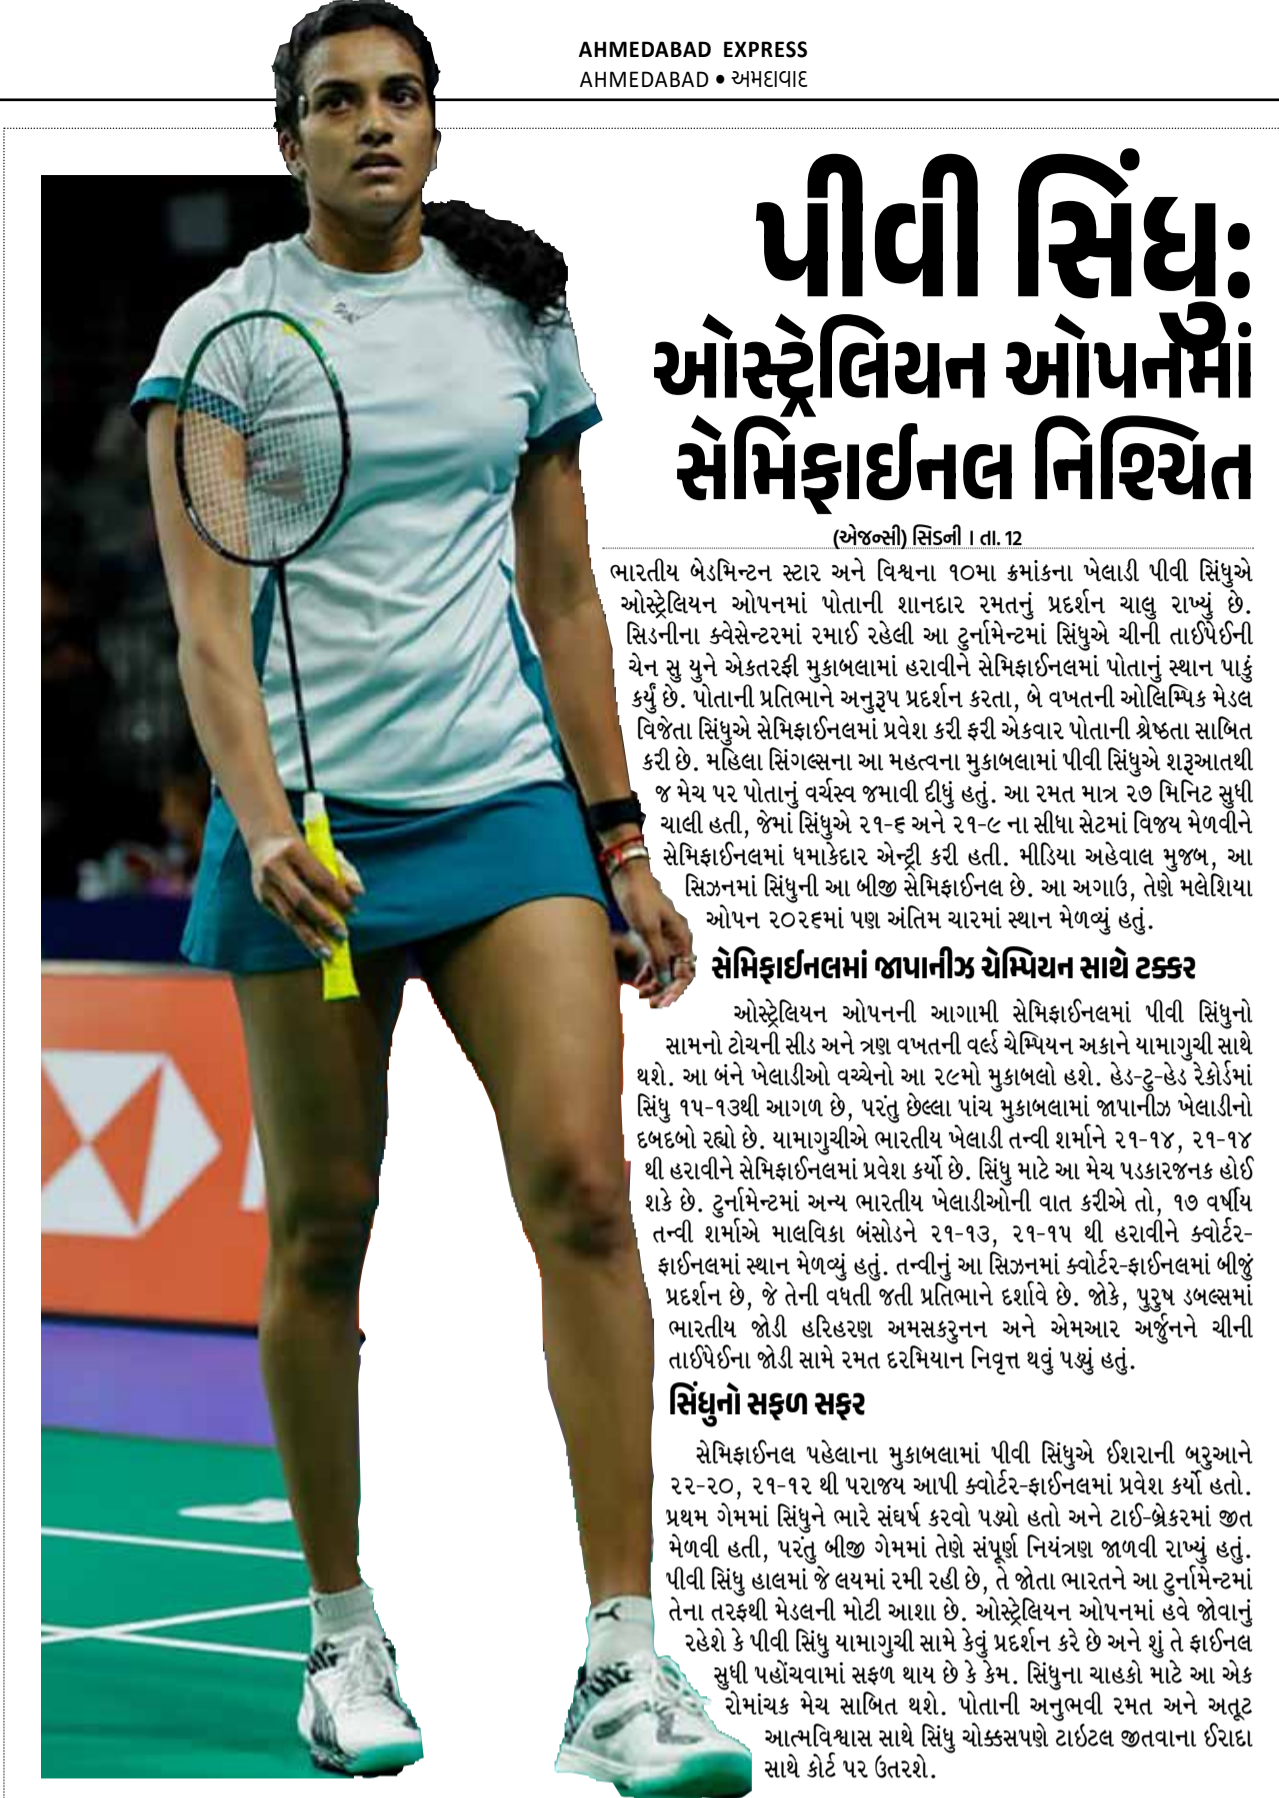 AHMEDABAD EXPRESS
AHMEDABAD • અમદાવાદ
પીવી સિંધુ:
ઓસ્ટ્રેલિયન ઓપનમાં
સેમિફાઈનલ નિશ્ચિત
(એજન્સી) સિડની । તા. 12
ભારતીય બેડમિન્ટન સ્ટાર અને વિશ્વના ૧૦મા ક્રમાંકના ખેલાડી પીવી સિંધુએ
ઓસ્ટ્રેલિયન ઓપનમાં પોતાની શાનદાર રમતનું પ્રદર્શન ચાલુ રાખ્યું છે.
સિડનીના ક્વેસેન્ટરમાં રમાઈ રહેલી આ ટુર્નામેન્ટમાં સિંધુએ ચીની તાઈપેઈની
ચેન સુ યુને એકતરફી મુકાબલામાં હરાવીને સેમિફાઈનલમાં પોતાનું સ્થાન પાકું
કર્યું છે. પોતાની પ્રતિભાને અનુરૂપ પ્રદર્શન કરતા, બે વખતની ઓલિમ્પિક મેડલ
વિજેતા સિંધુએ સેમિફાઈનલમાં પ્રવેશ કરી ફરી એકવાર પોતાની શ્રેષ્ઠતા સાબિત
કરી છે. મહિલા સિંગલ્સના આ મહત્વના મુકાબલામાં પીવી સિંધુએ શરૂઆતથી
જ મેચ પર પોતાનું વર્ચસ્વ જમાવી દીધું હતું. આ રમત માત્ર ૨૭ મિનિટ સુધી
ચાલી હતી, જેમાં સિંધુએ ૨૧-૬ અને ૨૧-૯ ના સીધા સેટમાં વિજય મેળવીને
સેમિફાઈનલમાં ધમાકેદાર એન્ટ્રી કરી હતી. મીડિયા અહેવાલ મુજબ, આ
સિઝનમાં સિંધુની આ બીજી સેમિફાઈનલ છે. આ અગાઉ, તેણે મલેશિયા
ઓપન ૨૦૨૬માં પણ અંતિમ ચારમાં સ્થાન મેળવ્યું હતું.
સેમિફાઈનલમાં જાપાનીઝ ચેમ્પિયન સાથે ટક્કર
ઓસ્ટ્રેલિયન ઓપનની આગામી સેમિફાઈનલમાં પીવી સિંધુનો
સામનો ટોચની સીડ અને ત્રણ વખતની વર્લ્ડ ચેમ્પિયન અકાને યામાગુચી સાથે
થશે. આ બંને ખેલાડીઓ વચ્ચેનો આ ૨૯મો મુકાબલો હશે. હેડ-ટુ-હેડ રેકોર્ડમાં
સિંધુ ૧૫-૧૩થી આગળ છે, પરંતુ છેલ્લા પાંચ મુકાબલામાં જાપાનીઝ ખેલાડીનો
દબદબો રહ્યો છે. યામાગુચીએ ભારતીય ખેલાડી તન્વી શર્માને ૨૧-૧૪, ૨૧-૧૪
થી હરાવીને સેમિફાઈનલમાં પ્રવેશ કર્યો છે. સિંધુ માટે આ મેચ પડકારજનક હોઈ
શકે છે. ટુર્નામેન્ટમાં અન્ય ભારતીય ખેલાડીઓની વાત કરીએ તો, ૧૭ વર્ષીય
તન્વી શર્માએ માલવિકા બંસોડને ૨૧-૧૩, ૨૧-૧૫ થી હરાવીને ક્વોર્ટર-
ફાઈનલમાં સ્થાન મેળવ્યું હતું. તન્વીનું આ સિઝનમાં ક્વોર્ટર-ફાઈનલમાં બીજું
પ્રદર્શન છે, જે તેની વધતી જતી પ્રતિભાને દર્શાવે છે. જોકે, પુરુષ ડબલ્સમાં
ભારતીય જોડી હરિહરણ અમસકરુનન અને એમઆર અર્જુનને ચીની
તાઈપેઈના જોડી સામે રમત દરમિયાન નિવૃત્ત થવું પડ્યું હતું.
સિંધુનો સફળ સફર
સેમિફાઈનલ પહેલાના મુકાબલામાં પીવી સિંધુએ ઈશરાની બરુઆને
૨૨-૨૦, ૨૧-૧૨ થી પરાજય આપી ક્વોર્ટર-ફાઈનલમાં પ્રવેશ કર્યો હતો.
પ્રથમ ગેમમાં સિંધુને ભારે સંઘર્ષ કરવો પડ્યો હતો અને ટાઈ-બ્રેકરમાં જીત
મેળવી હતી, પરંતુ બીજી ગેમમાં તેણે સંપૂર્ણ નિયંત્રણ જાળવી રાખ્યું હતું.
પીવી સિંધુ હાલમાં જે લયમાં રમી રહી છે, તે જોતા ભારતને આ ટુર્નામેન્ટમાં
તેના તરફથી મેડલની મોટી આશા છે. ઓસ્ટ્રેલિયન ઓપનમાં હવે જોવાનું
રહેશે કે પીવી સિંધુ યામાગુચી સામે કેવું પ્રદર્શન કરે છે અને શું તે ફાઈનલ
સુધી પહોંચવામાં સફળ થાય છે કે કેમ. સિંધુના ચાહકો માટે આ એક
રોમાંચક મેચ સાબિત થશે. પોતાની અનુભવી રમત અને અતૂટ
આત્મવિશ્વાસ સાથે સિંધુ ચોક્કસપણે ટાઇટલ જીતવાના ઈરાદા
સાથે કોર્ટ પર ઉતરશે.